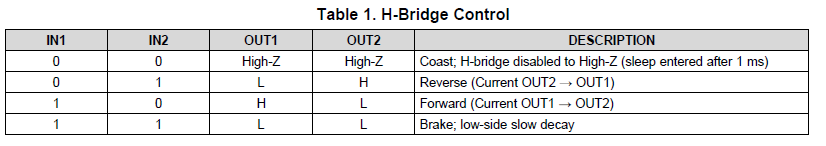 Table 1. H-Bridge Control
IN1 IN2 OUT1 OUT2 DESCRIPTION
0 0 High-Z High-Z Coast; H-bridge disabled to High-Z (sleep entered after 1 ms)
0 1 L H Reverse (Current OUT2 → OUT1)
1 0 H L Forward (Current OUT1 → OUT2)
1 1 L L Brake; low-side slow decay